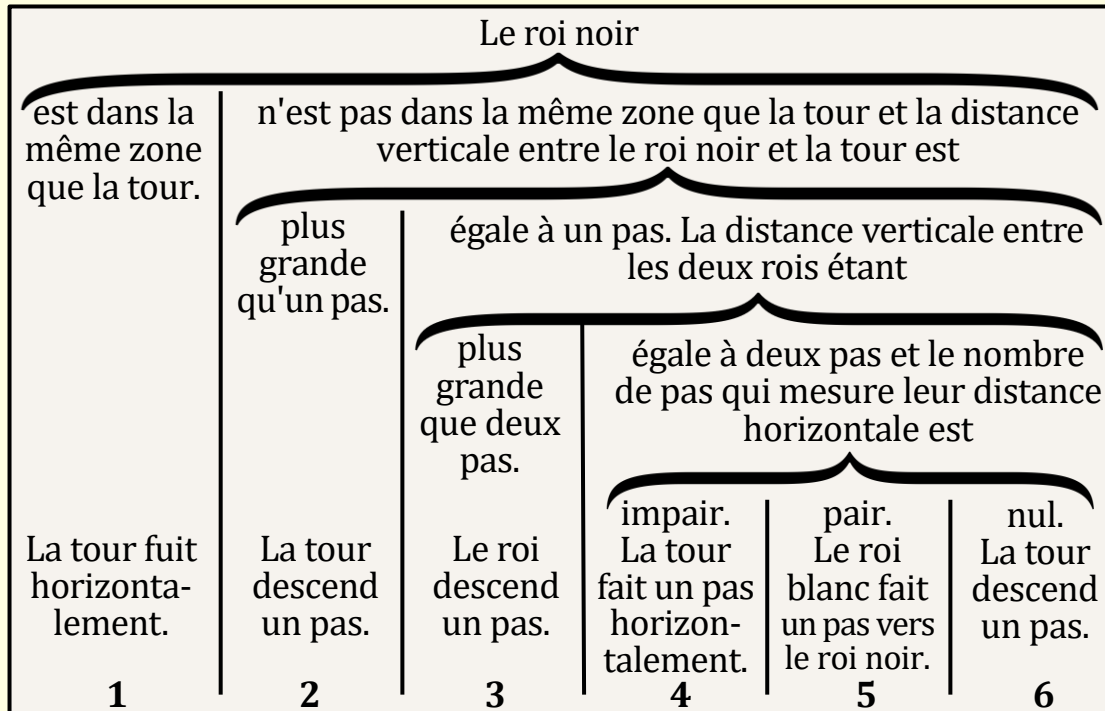 Le roi noir
est dans la
même zone
que la tour.
n'est pas dans la même zone que la tour et la distance
verticale entre le roi noir et la tour est
plus
grande
qu'un pas.
égale à un pas. La distance verticale entre
les deux rois étant
plus
grande
que deux
pas.
égale à deux pas et le nombre
de pas qui mesure leur distance
horizontale est
impair.
pair.
nul.
La tour fuit
horizonta-
lement.
1
La tour
descend
un pas.
2
Le roi
descend
un pas.
3
La tour
fait un pas
horizon-
talement.
4
Le roi
blanc fait
un pas vers
le roi noir.
5
La tour
descend
un pas.
6